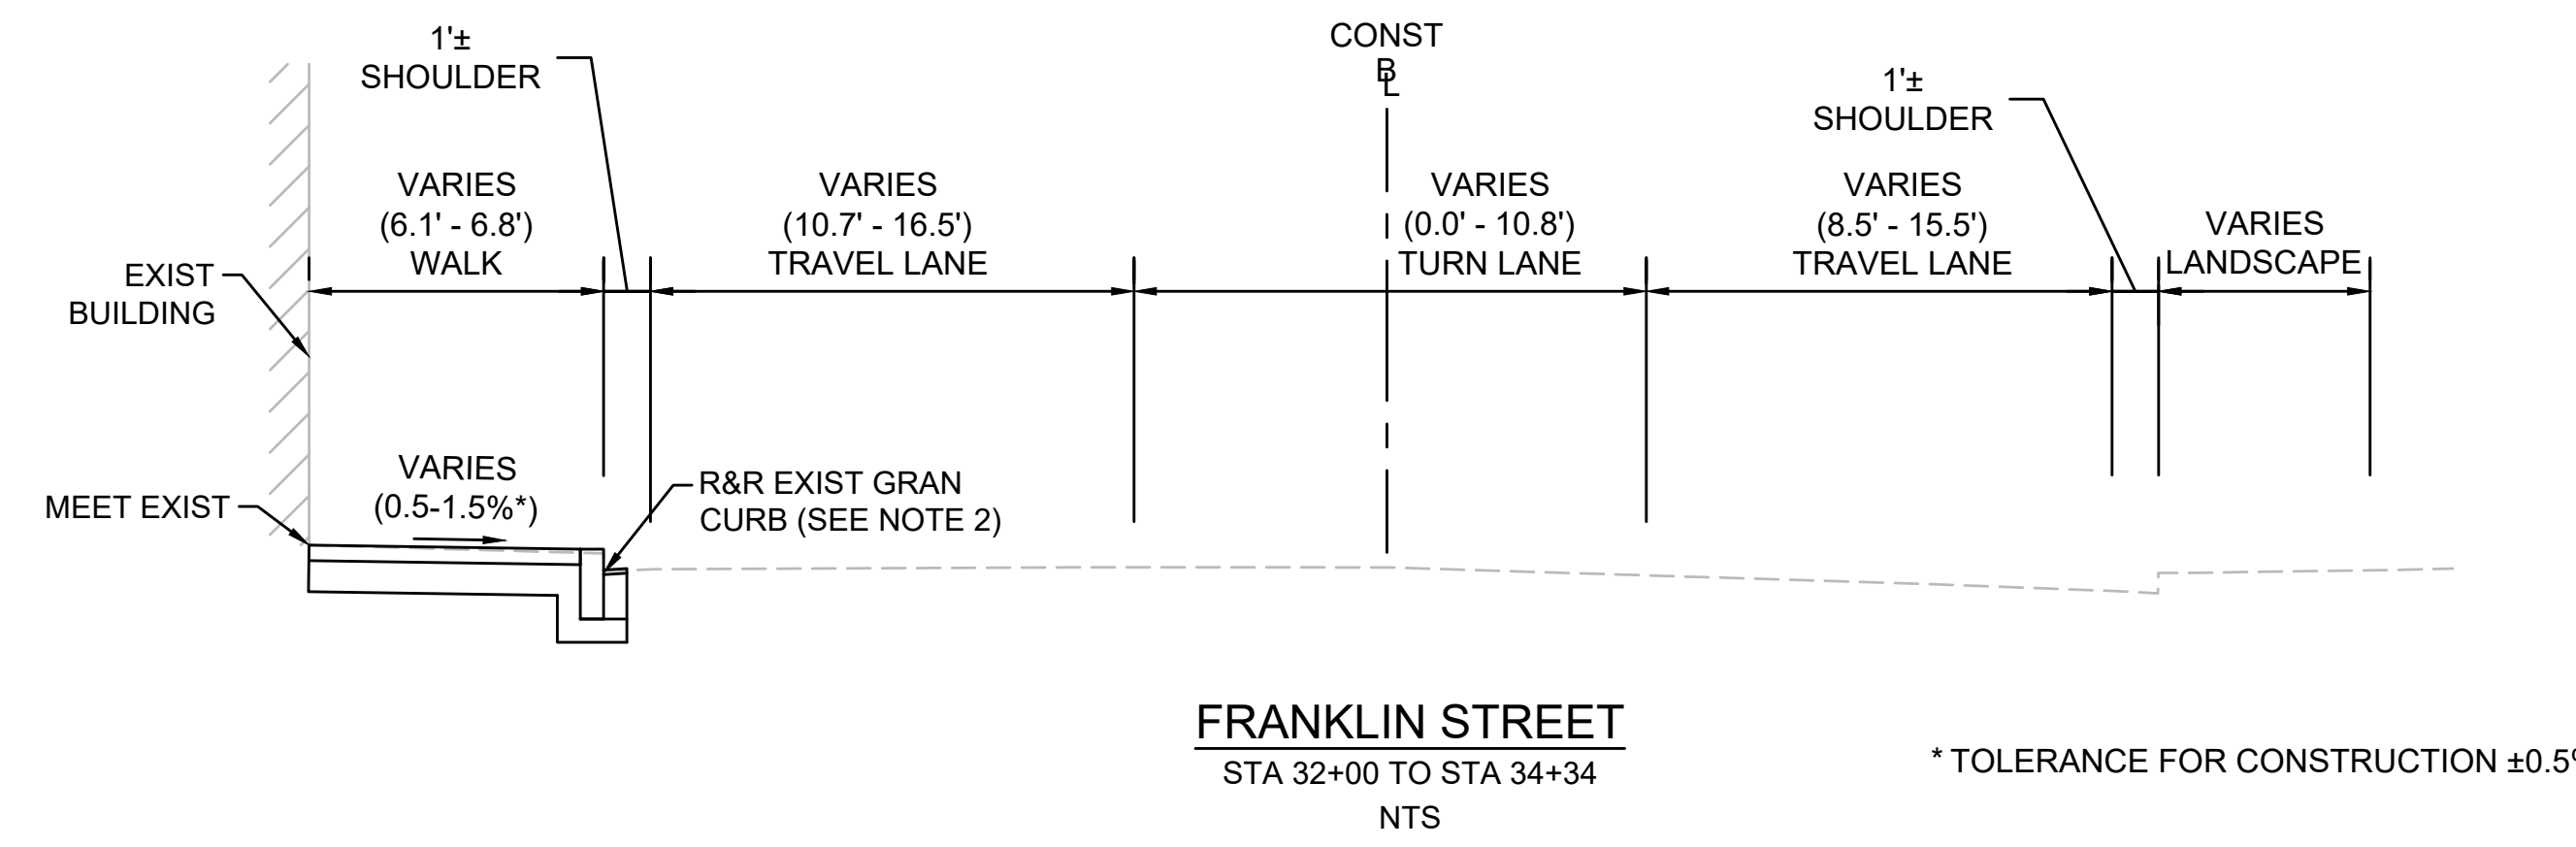 1'±
SHOULDER
CONST
B
L
1'±
SHOULDER
VARIES
(6.1' - 6.8')
WALK
VARIES
(10.7' - 16.5')
TRAVEL LANE
VARIES
(0.0' - 10.8')
TURN LANE
VARIES
(8.5' - 15.5')
TRAVEL LANE
VARIES
LANDSCAPE
EXIST
BUILDING
VARIES
(0.5-1.5%*)
MEET EXIST
R&R EXIST GRAN
CURB (SEE NOTE 2)
FRANKLIN STREET
STA 32+00 TO STA 34+34
NTS
* TOLERANCE FOR CONSTRUCTION ±0.5%